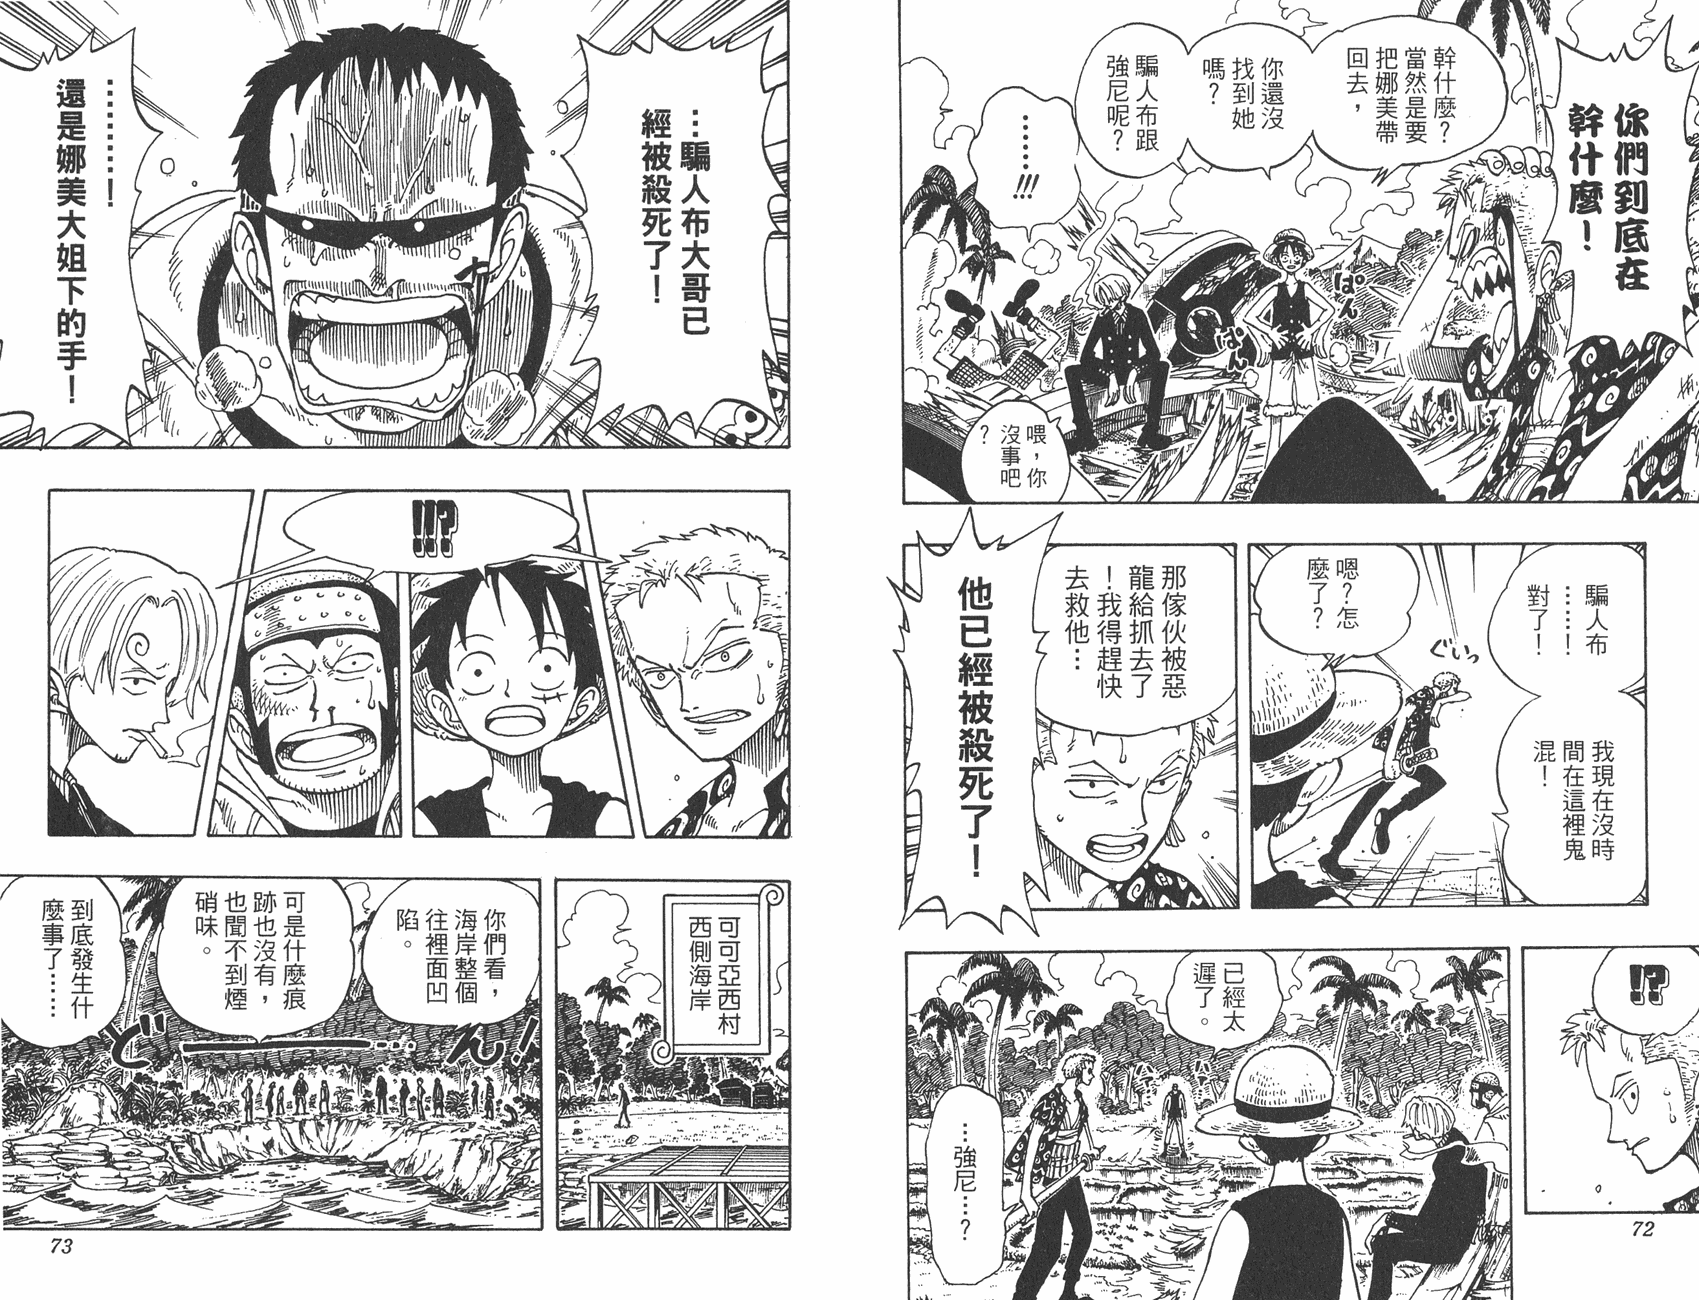 你們到底在
幹什麼！
幹什麼？
當然是要
把娜美帶
回去，
你還沒
找到她
嗎？
騙人布跟
強尼呢？
……!!!
ぱん
ぱん
喂，你
沒事吧
？
騙人布
……！
對了！
我現在沒時
間在這裡鬼
混！
ぐいっ
嗯？怎
麼了？
那傢伙被惡
龍給抓去了
！我得趕快
去救他…
他已經被殺死了！
!?
已經太
遲了。
…強尼…？
72
…騙人布大哥已
經被殺死了！
…………！
還是娜美大姐下的手！
!!?
可可亞西村
西側海岸
你們看，
海岸整個
往裡面凹
陷。
可是什麼痕
跡也沒有，
也聞不到煙
硝味。
到底發生什
麼事了……
どーーん！
73